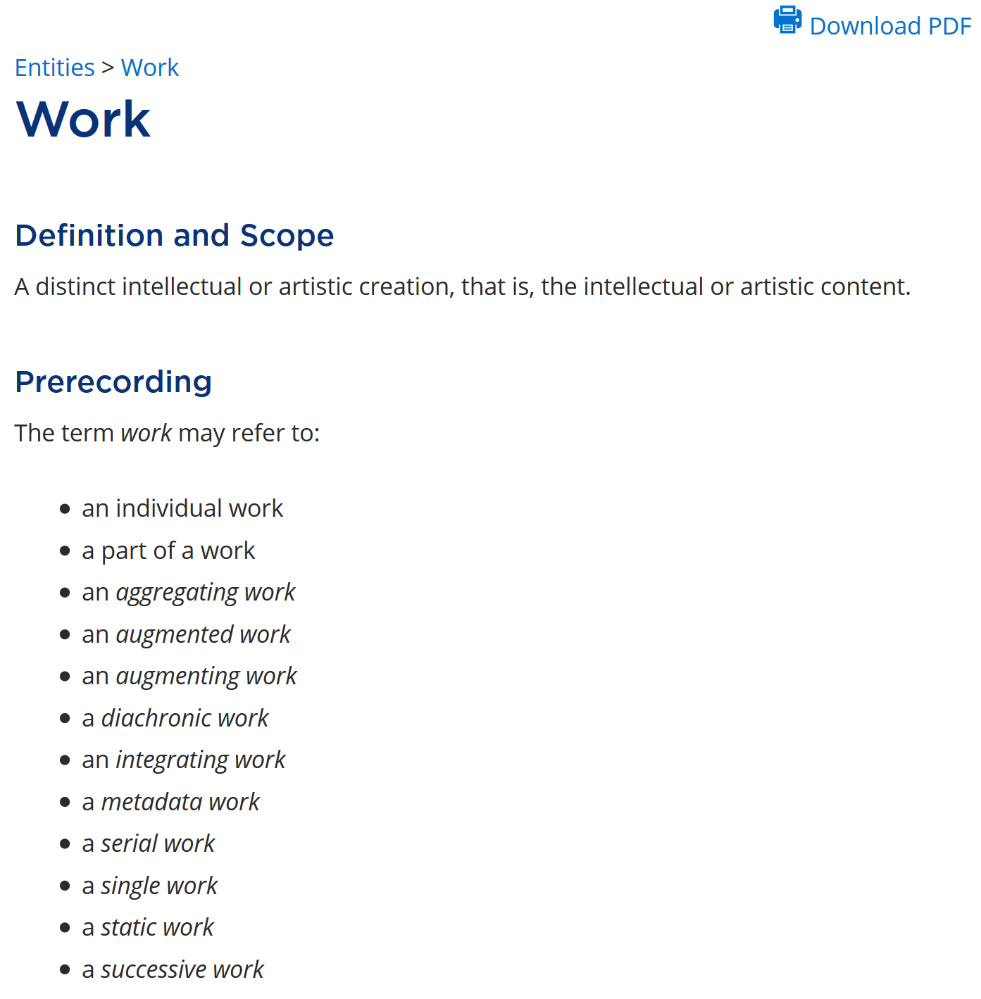 Download PDF
Entities > Work
Work
Definition and Scope
A distinct intellectual or artistic creation, that is, the intellectual or artistic content.
Prerecording
The term work may refer to:
• an individual work
• a part of a work
• an aggregating work
• an augmented work
• an augmenting work
• a diachronic work
• an integrating work
• a metadata work
• a serial work
• a single work
• a static work
• a successive work